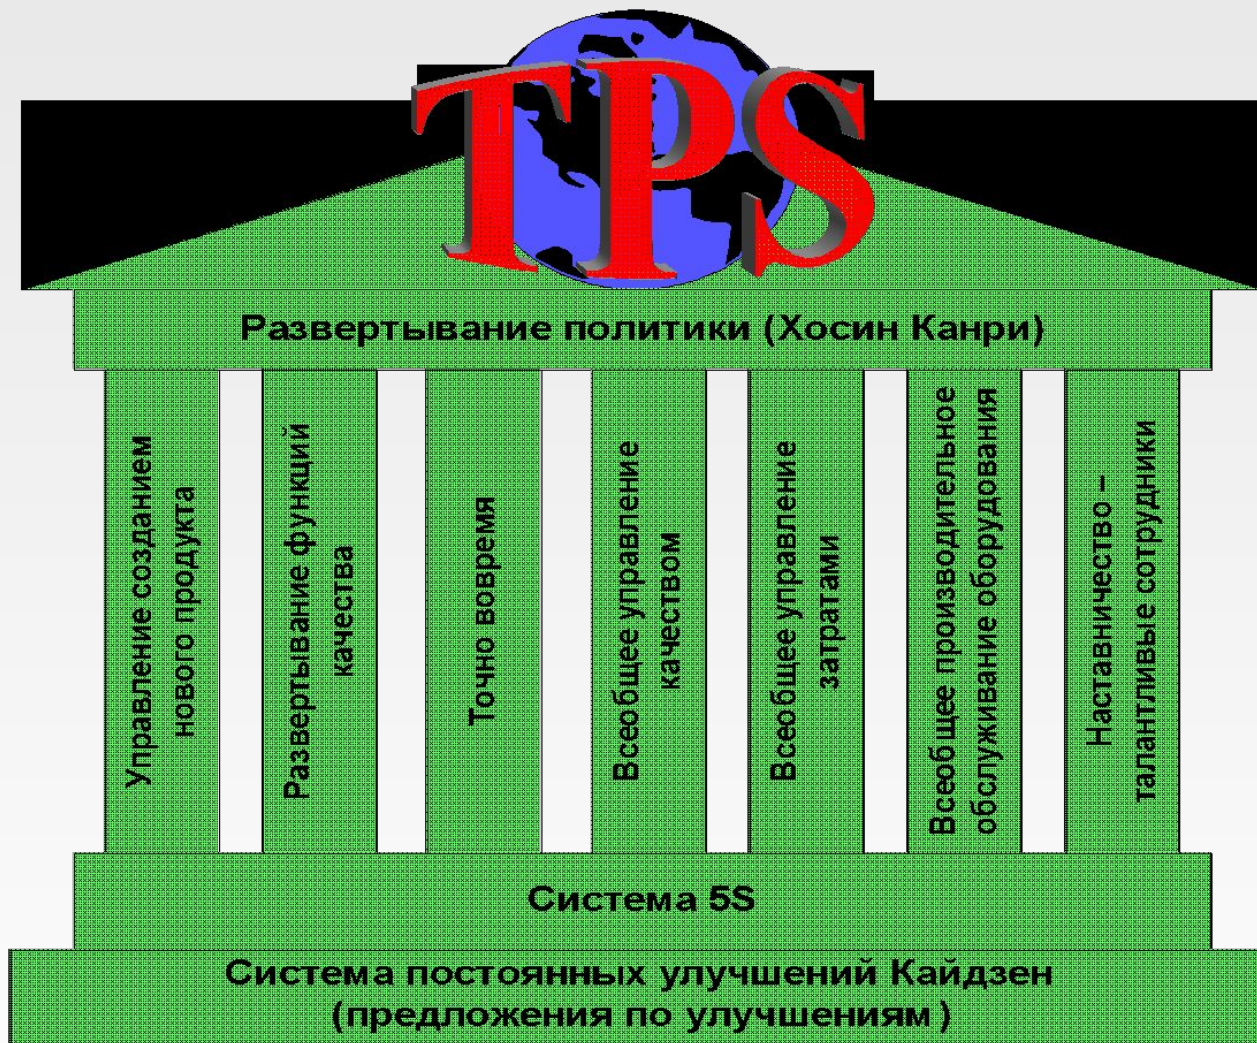 TPS
Развертывание политики (Хосин Канри)
Управление созданием
нового продукта
Развертывание функций
качества
Точно вовремя
Всеобщее управление
качеством
Всеобщее управление
затратами
Всеобщее производительное
обслуживание оборудования
Наставничество –
талантливые сотрудники
Система 5S
Система постоянных улучшений Кайдзен
(предложения по улучшениям)